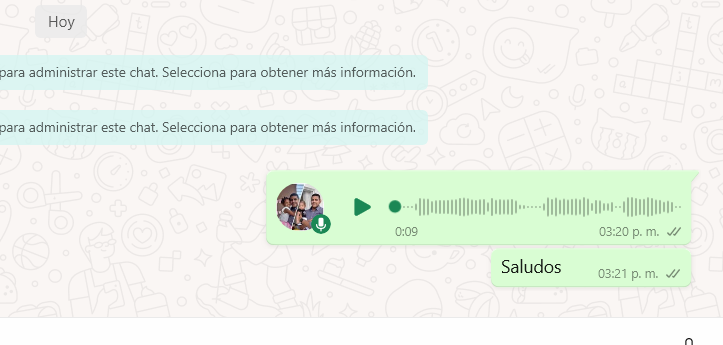 Hoy
para administrar este chat. Selecciona para obtener más información.
para administrar este chat. Selecciona para obtener más información.
0:09 03:20 p. m.
Saludos 03:21 p. m.